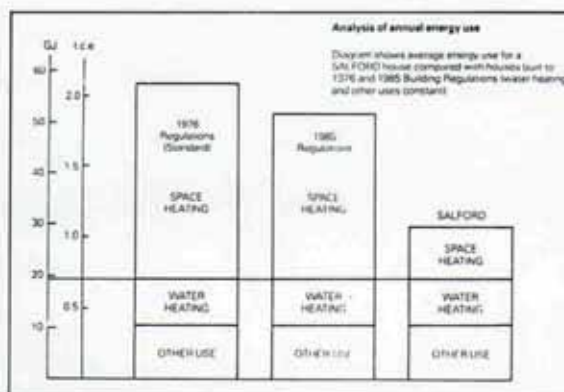 Analysis of annual energy use
Diagram shows average energy use for a
SALFORD house compared with houses built to
1976 and 1985 Building Regulations (water heating
and other uses constant)
GJ
t.c.e
60
50
40
30
20
10
2.0
1.5
1.0
0.5
1976
Regulations
(Standard)
SPACE
HEATING
WATER
HEATING
OTHER USE
1985
Regulations
SPACE
HEATING
WATER
HEATING
OTHER USE
SALFORD
SPACE
HEATING
WATER
HEATING
OTHER USE